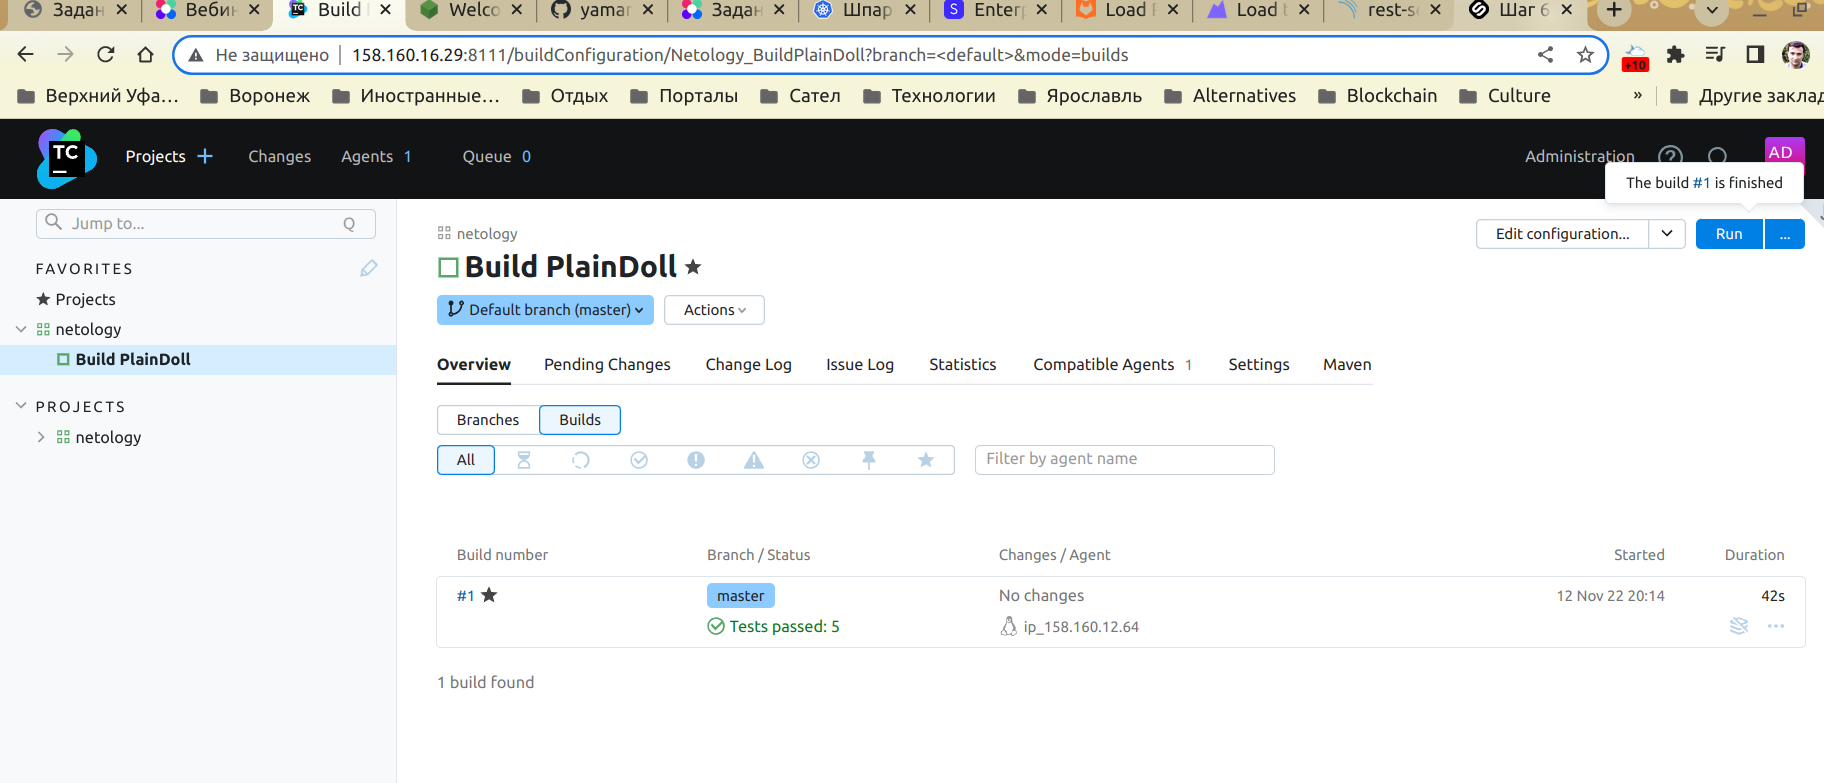 Задан Вебин Build Welco yamar Задан Шпар Enterp Load Load t rest-se Шаг 6
Не защищено 158.160.16.29:8111/buildConfiguration/Netology_BuildPlainDoll?branch=<default>&mode=builds
+10
Верхний Уфа... Воронеж Иностранные... Отдых Порталы Сател Технологии Ярославль Alternatives Blockchain Culture » Другие заклад
TC Projects + Changes Agents 1 Queue 0 Administration ? AD
The build #1 is finished
Jump to... Q
FAVORITES
Projects
netology
Build PlainDoll
PROJECTS
netology
netology
Edit configuration... Run ...
Build PlainDoll
Default branch (master) Actions
Overview Pending Changes Change Log Issue Log Statistics Compatible Agents 1 Settings Maven
Branches Builds
All Filter by agent name
Build number Branch / Status Changes / Agent Started Duration
#1 master No changes 12 Nov 22 20:14 42s
Tests passed: 5 ip_158.160.12.64
1 build found